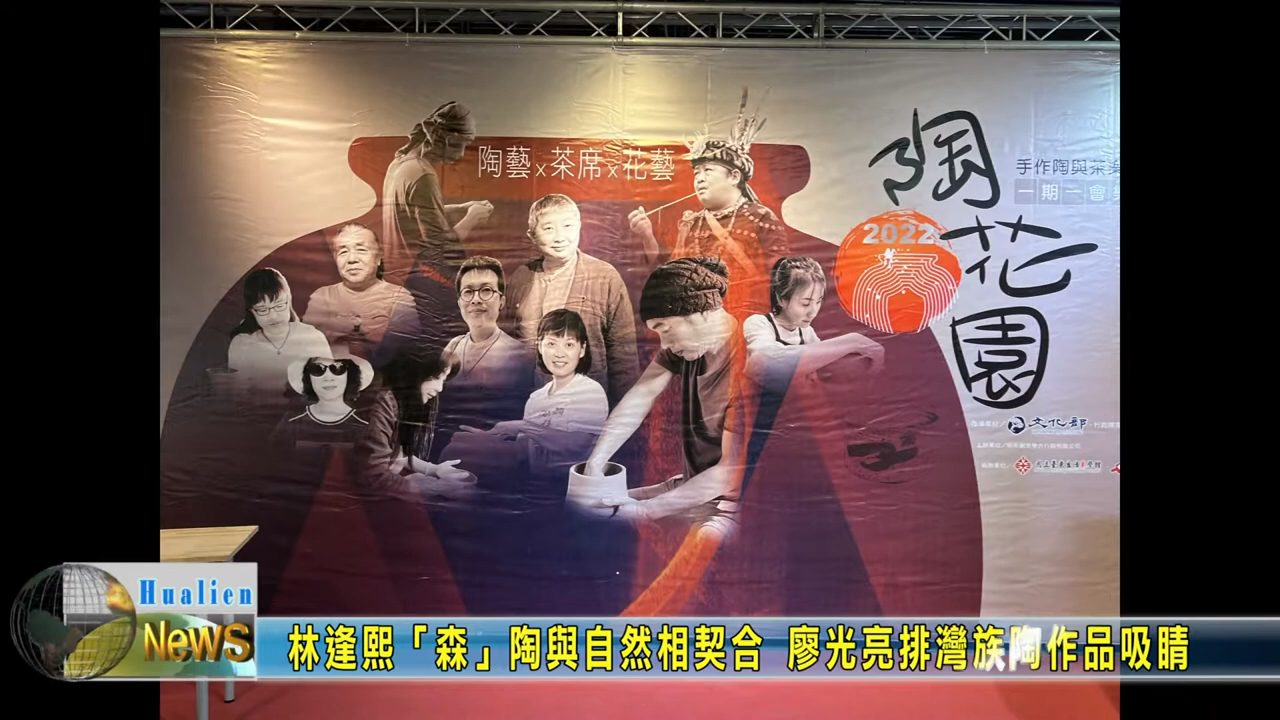 陶藝x茶席x花藝
陶花園
2022
手作陶與茶
一期一會
文化部
Hualien
News
林逢熙「森」陶與自然相契合 廖光亮排灣族陶作品吸睛